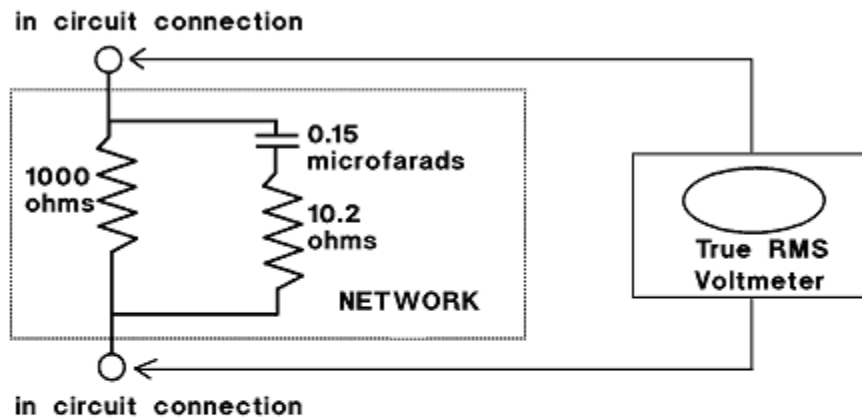 in circuit connection
0.15
microfarads
1000
ohms
10.2
ohms
NETWORK
True RMS
Voltmeter
in circuit connection